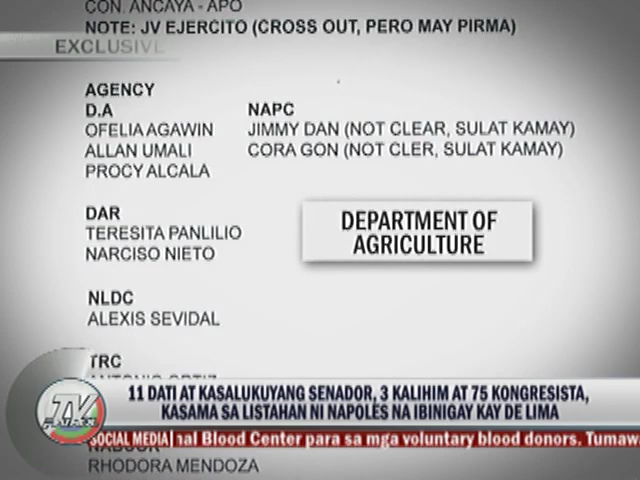 CON. ANCAYA - APO
NOTE: JV EJERCITO (CROSS OUT, PERO MAY PIRMA)
EXCLUSIVE
AGENCY
D.A
OFELIA AGAWIN
ALLAN UMALI
PROCY ALCALA
NAPC
JIMMY DAN (NOT CLEAR, SULAT KAMAY)
CORA GON (NOT CLER, SULAT KAMAY)
DAR
TERESITA PANLILIO
NARCISO NIETO
DEPARTMENT OF
AGRICULTURE
NLDC
ALEXIS SEVIDAL
TRC
11 DATI AT KASALUKUYANG SENADOR, 3 KALIHIM AT 75 KONGRESISTA,
KASAMA SA LISTAHAN NI NAPOLES NA IBINIGAY KAY DE LIMA
TV
PATROL
SOCIAL MEDIA nal Blood Center para sa mga voluntary blood donors. Tumawa
RHODORA MENDOZA